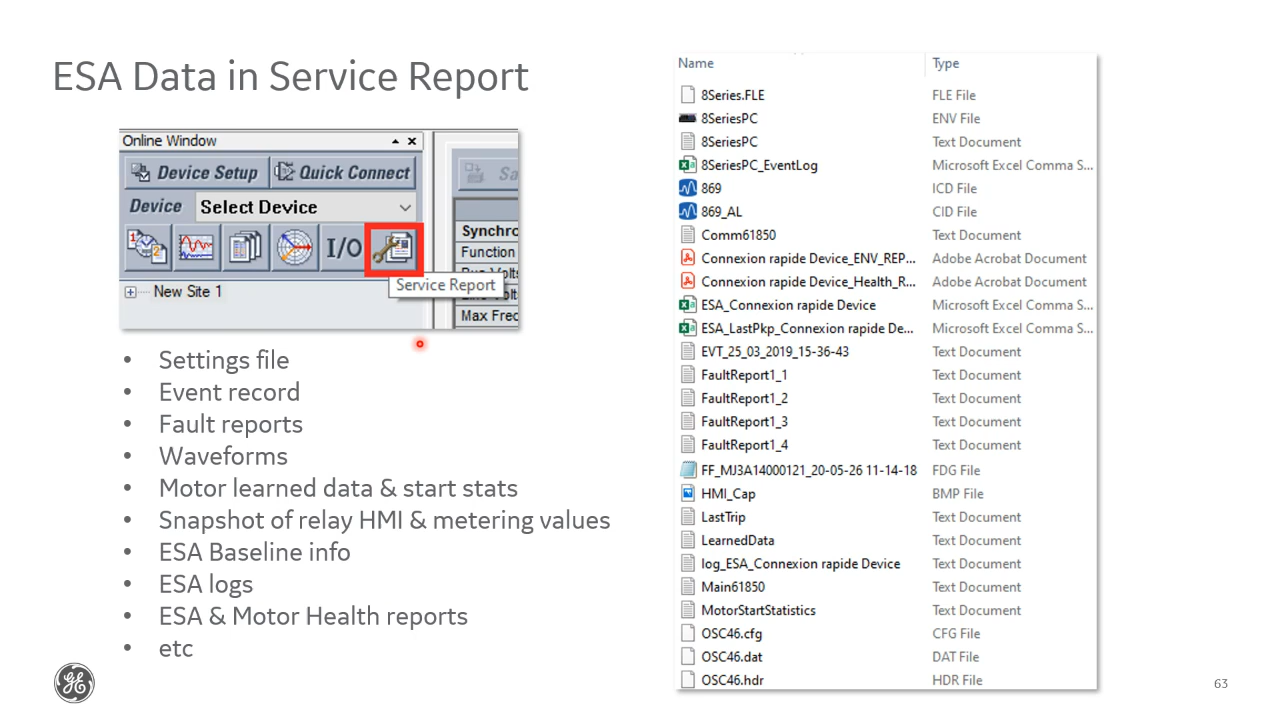 ESA Data in Service Report
Online Window
Device Setup
Quick Connect
Device
Select Device
I/O
Service Report
New Site 1
Sa
Synchro
Function
Max Frec
Settings file
Event record
Fault reports
Waveforms
Motor learned data & start stats
Snapshot of relay HMI & metering values
ESA Baseline info
ESA logs
ESA & Motor Health reports
etc
Name Type
8Series.FLE FLE File
8SeriesPC ENV File
8SeriesPC Text Document
8SeriesPC_EventLog Microsoft Excel Comma S...
869 ICD File
869_AL CID File
Comm61850 Text Document
Connexion rapide Device_ENV_REP... Adobe Acrobat Document
Connexion rapide Device_Health_R... Adobe Acrobat Document
ESA_Connexion rapide Device Microsoft Excel Comma S...
ESA_LastPkp_Connexion rapide De... Microsoft Excel Comma S...
EVT_25_03_2019_15-36-43 Text Document
FaultReport1_1 Text Document
FaultReport1_2 Text Document
FaultReport1_3 Text Document
FaultReport1_4 Text Document
FF_MJ3A14000121_20-05-26 11-14-18 FDG File
HMI_Cap BMP File
LastTrip Text Document
LearnedData Text Document
log_ESA_Connexion rapide Device Text Document
Main61850 Text Document
MotorStartStatistics Text Document
OSC46.cfg CFG File
OSC46.dat DAT File
OSC46.hdr HDR File
63